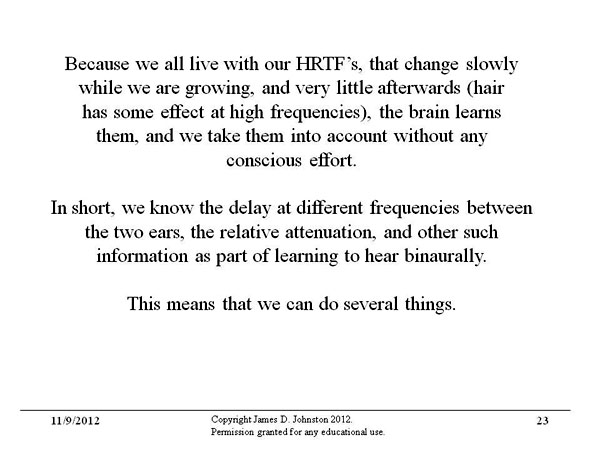 Because we all live with our HRTF’s, that change slowly
while we are growing, and very little afterwards (hair
has some effect at high frequencies), the brain learns
them, and we take them into account without any
conscious effort.
In short, we know the delay at different frequencies between
the two ears, the relative attenuation, and other such
information as part of learning to hear binaurally.
This means that we can do several things.
11/9/2012
Copyright James D. Johnston 2012.
Permission granted for any educational use.
23